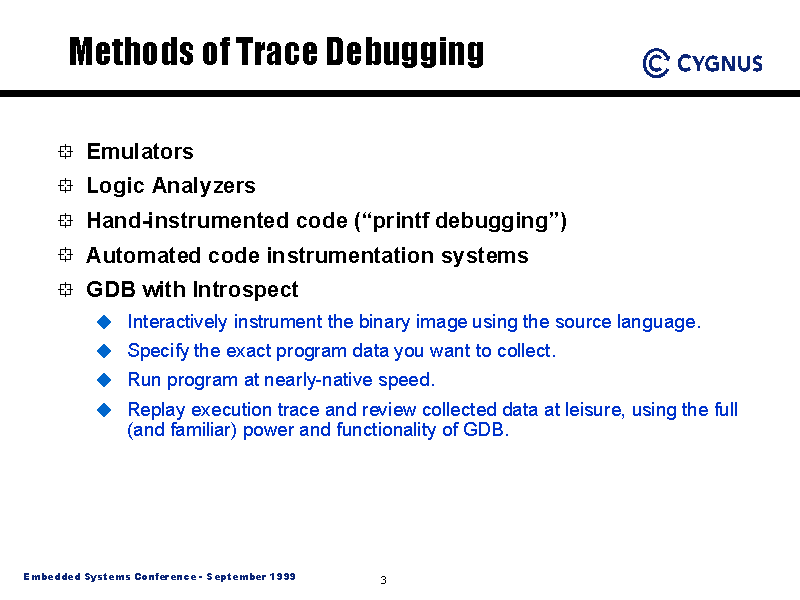 Methods of Trace Debugging
CYGNUS
Emulators
Logic Analyzers
Hand-instrumented code (“printf debugging”)
Automated code instrumentation systems
GDB with Introspect
Interactively instrument the binary image using the source language.
Specify the exact program data you want to collect.
Run program at nearly-native speed.
Replay execution trace and review collected data at leisure, using the full
(and familiar) power and functionality of GDB.
Embedded Systems Conference - September 1999
3